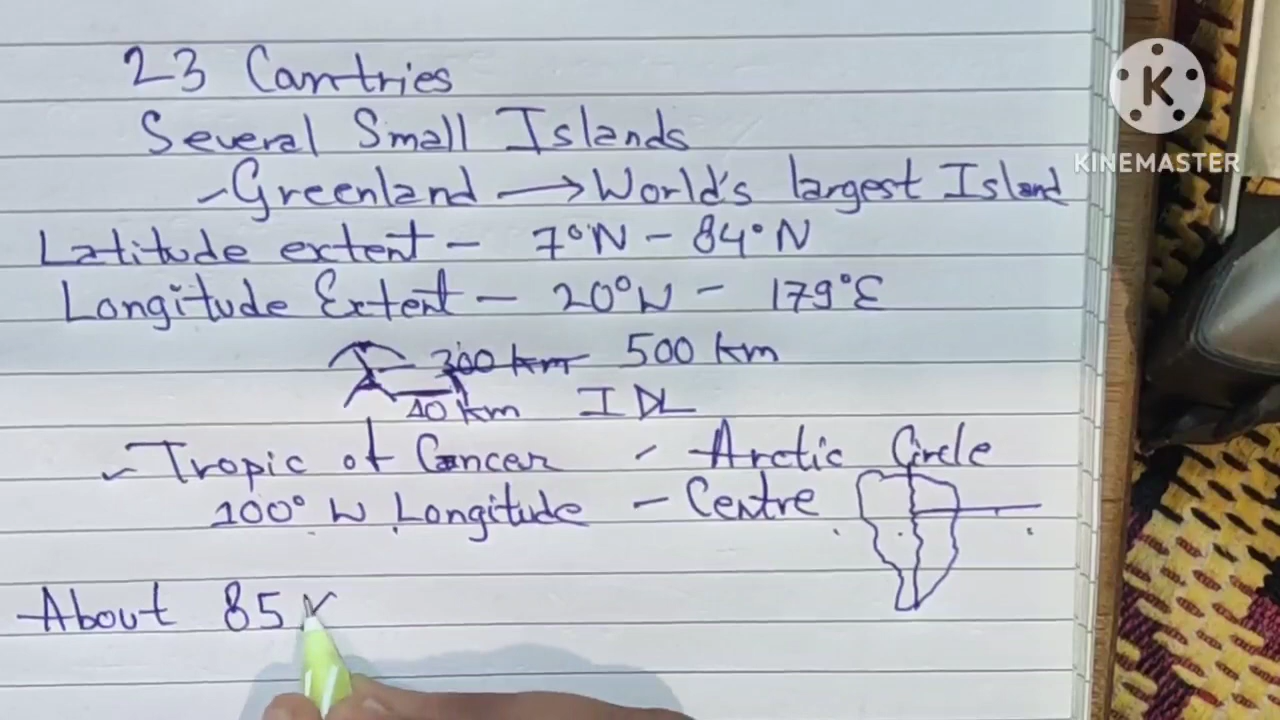 23 Cantries
Several Small Islands
- Greenland → World's largest Island
Latitude extent - 7°N - 84°N
Longitude Extent - 20°W - 179°E
300 km 500 km
40 km IDL
Tropic of Cancer - Arctic Circle
100° W Longitude - Centre
About 85
K
KINEMASTER